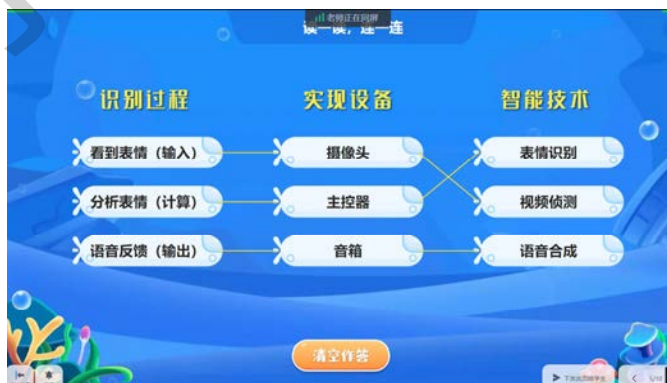 老师正在同屏
读一读，连一连
识别过程 实现设备 智能技术
看到表情（输入） 摄像头 表情识别
分析表情（计算） 主控器 视频侦测
语音反馈（输出） 音箱 语音合成
清空作答